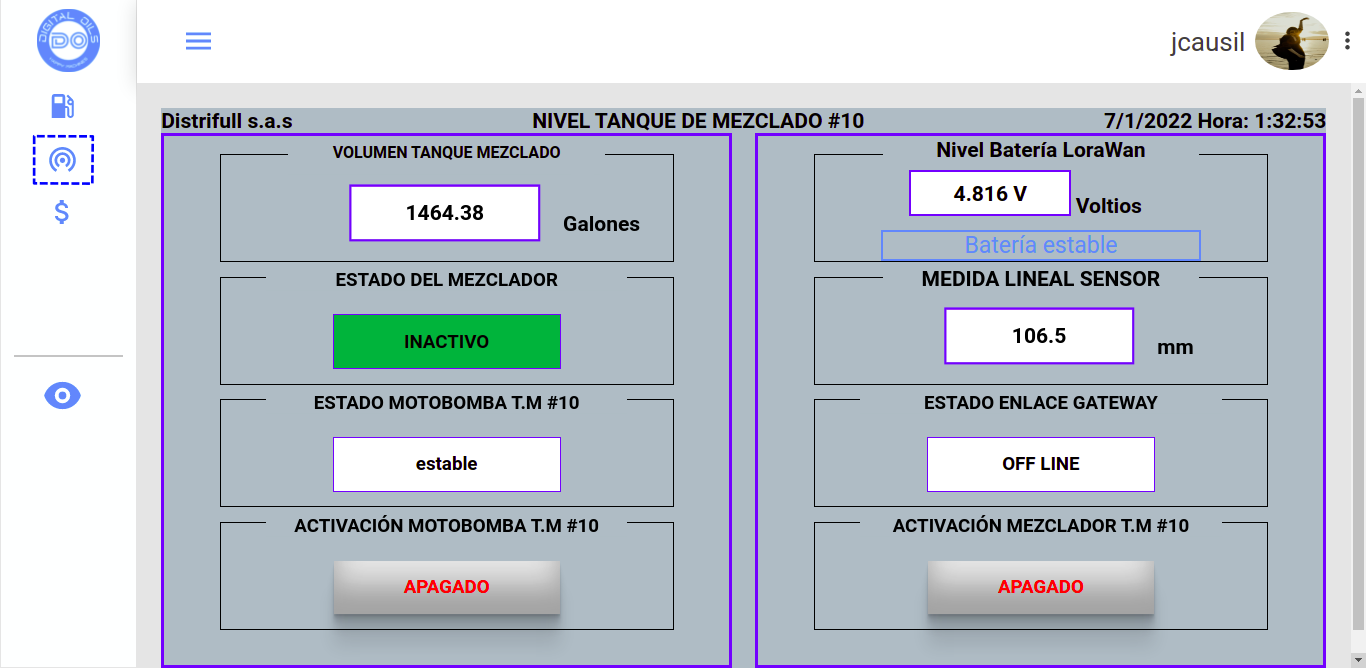 DIGITAL OILS
DO
jcausil
Distrifull s.a.s
NIVEL TANQUE DE MEZCLADO #10
7/1/2022 Hora: 1:32:53
VOLUMEN TANQUE MEZCLADO
1464.38
Galones
ESTADO DEL MEZCLADOR
INACTIVO
ESTADO MOTOBOMBA T.M #10
estable
ACTIVACIÓN MOTOBOMBA T.M #10
APAGADO
Nivel Batería LoraWan
4.816 V
Voltios
Batería estable
MEDIDA LINEAL SENSOR
106.5
mm
ESTADO ENLACE GATEWAY
OFF LINE
ACTIVACIÓN MEZCLADOR T.M #10
APAGADO